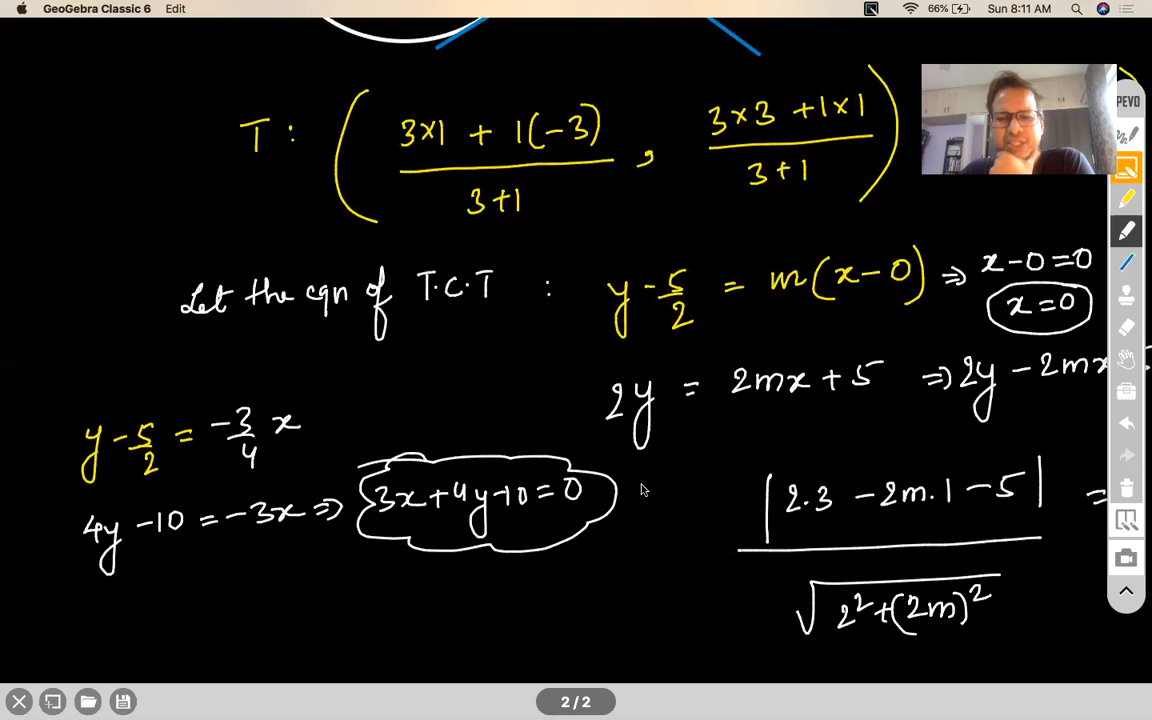 GeoGebra Classic 6 Edit 66% Sun 8:11 AM
T : ( (3×1 + 1(-3))/(3+1) , (3×3 + 1×1)/(3+1) )
EPVO
Let the eqn of T.C.T : y - 5/2 = m(x - 0) ⇒ x - 0 = 0
x = 0
2y = 2mx + 5 ⇒ 2y - 2mx
y - 5/2 = -3/4 x
4y - 10 = -3x ⇒ 3x + 4y - 10 = 0
|2.3 - 2m.1 - 5| / √(2² + (2m)²) =
2/2